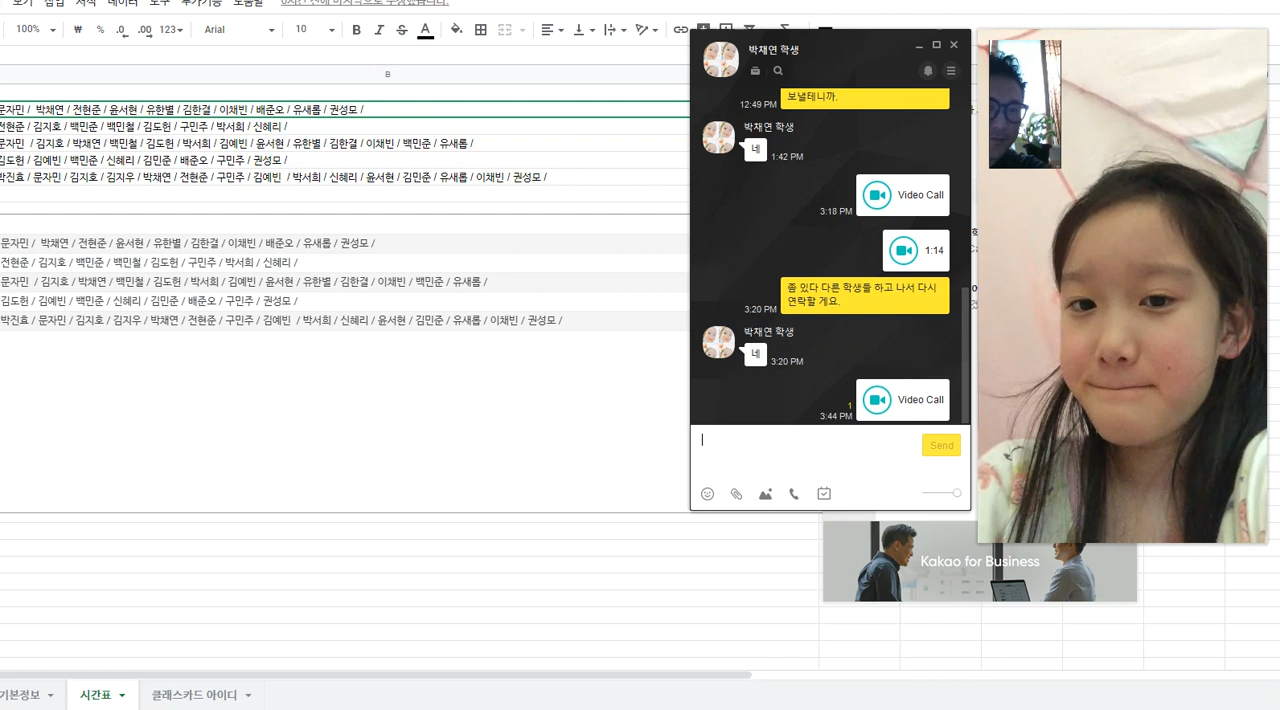 보기 삽입 서식 데이터 도구 부가기능 도움말
100% ₩ % .0 .00 123 Arial 10 B I S A
B
문자민 / 박채연 / 전현준 / 윤서현 / 유한별 / 김한결 / 이채빈 / 배준오 / 유새롬 / 권성모 /
전현준 / 김지호 / 백민준 / 백민철 / 김도헌 / 구민주 / 박서희 / 신혜리 /
문자민 / 김지호 / 박채연 / 백민철 / 김도헌 / 박서희 / 김예빈 / 윤서현 / 유한별 / 김한결 / 이채빈 / 백민준 / 유새롬 /
김도헌 / 김예빈 / 백민준 / 신혜리 / 김민준 / 배준오 / 구민주 / 권성모 /
박진효 / 문자민 / 김지호 / 김지우 / 박채연 / 전현준 / 구민주 / 김예빈 / 박서희 / 신혜리 / 윤서현 / 김민준 / 유새롬 / 이채빈 / 권성모 /
문자민 / 박채연 / 전현준 / 윤서현 / 유한별 / 김한결 / 이채빈 / 배준오 / 유새롬 / 권성모 /
전현준 / 김지호 / 백민준 / 백민철 / 김도헌 / 구민주 / 박서희 / 신혜리 /
문자민 / 김지호 / 박채연 / 백민철 / 김도헌 / 박서희 / 김예빈 / 윤서현 / 유한별 / 김한결 / 이채빈 / 백민준 / 유새롬 /
김도헌 / 김예빈 / 백민준 / 신혜리 / 김민준 / 배준오 / 구민주 / 권성모 /
박진효 / 문자민 / 김지호 / 김지우 / 박채연 / 전현준 / 구민주 / 김예빈 / 박서희 / 신혜리 / 윤서현 / 김민준 / 유새롬 / 이채빈 / 권성모 /
박채연 학생
보낼테니까.
12:49 PM
박채연 학생
네
1:42 PM
Video Call
3:18 PM
1:14
좀 있다 다른 학생들 하고 나서 다시
연락할 게요.
3:20 PM
박채연 학생
네
3:20 PM
Video Call
1
3:44 PM
Send
Kakao for Business
기본정보 시간표 클래스카드 아이디